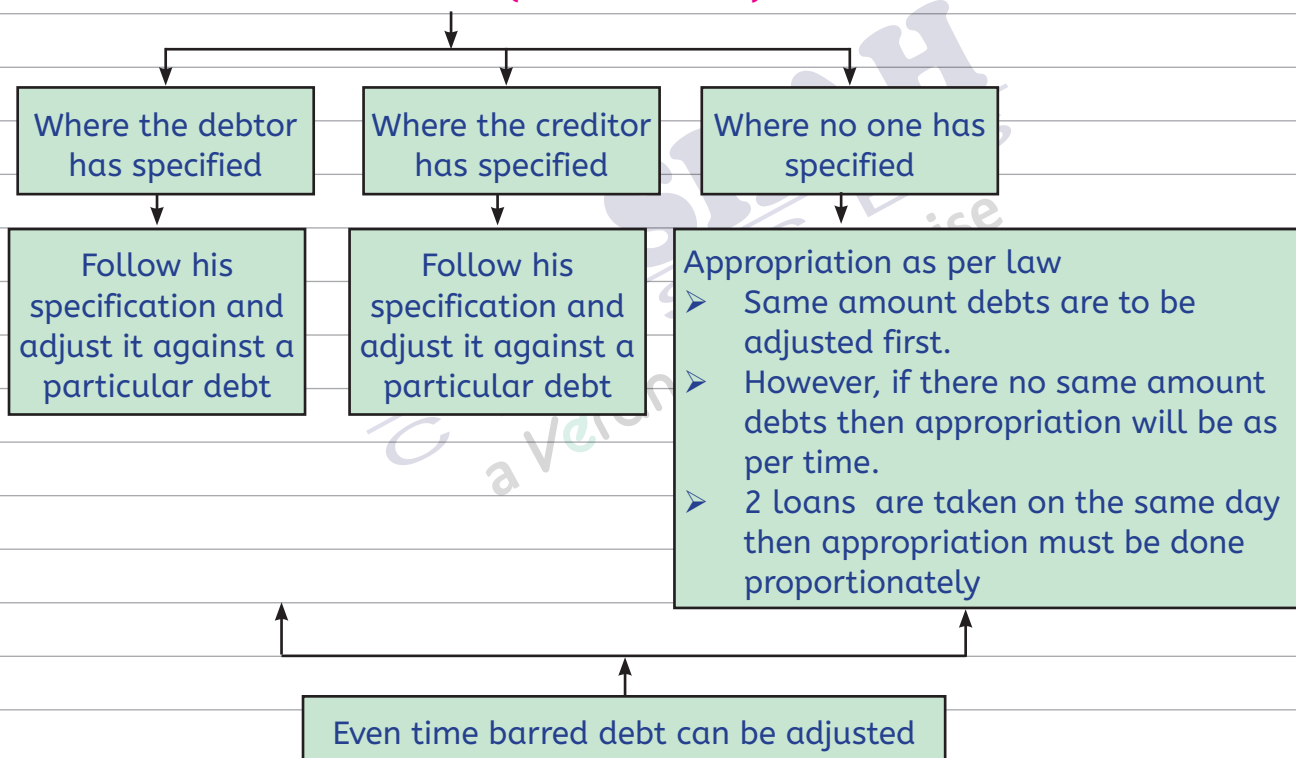 Where the debtor
has specified
Where the creditor
has specified
Where no one has
specified
Follow his
specification and
adjust it against a
particular debt
Follow his
specification and
adjust it against a
particular debt
Appropriation as per law
➢ Same amount debts are to be
adjusted first.
➢ However, if there no same amount
debts then appropriation will be as
per time.
➢ 2 loans are taken on the same day
then appropriation must be done
proportionately
Even time barred debt can be adjusted